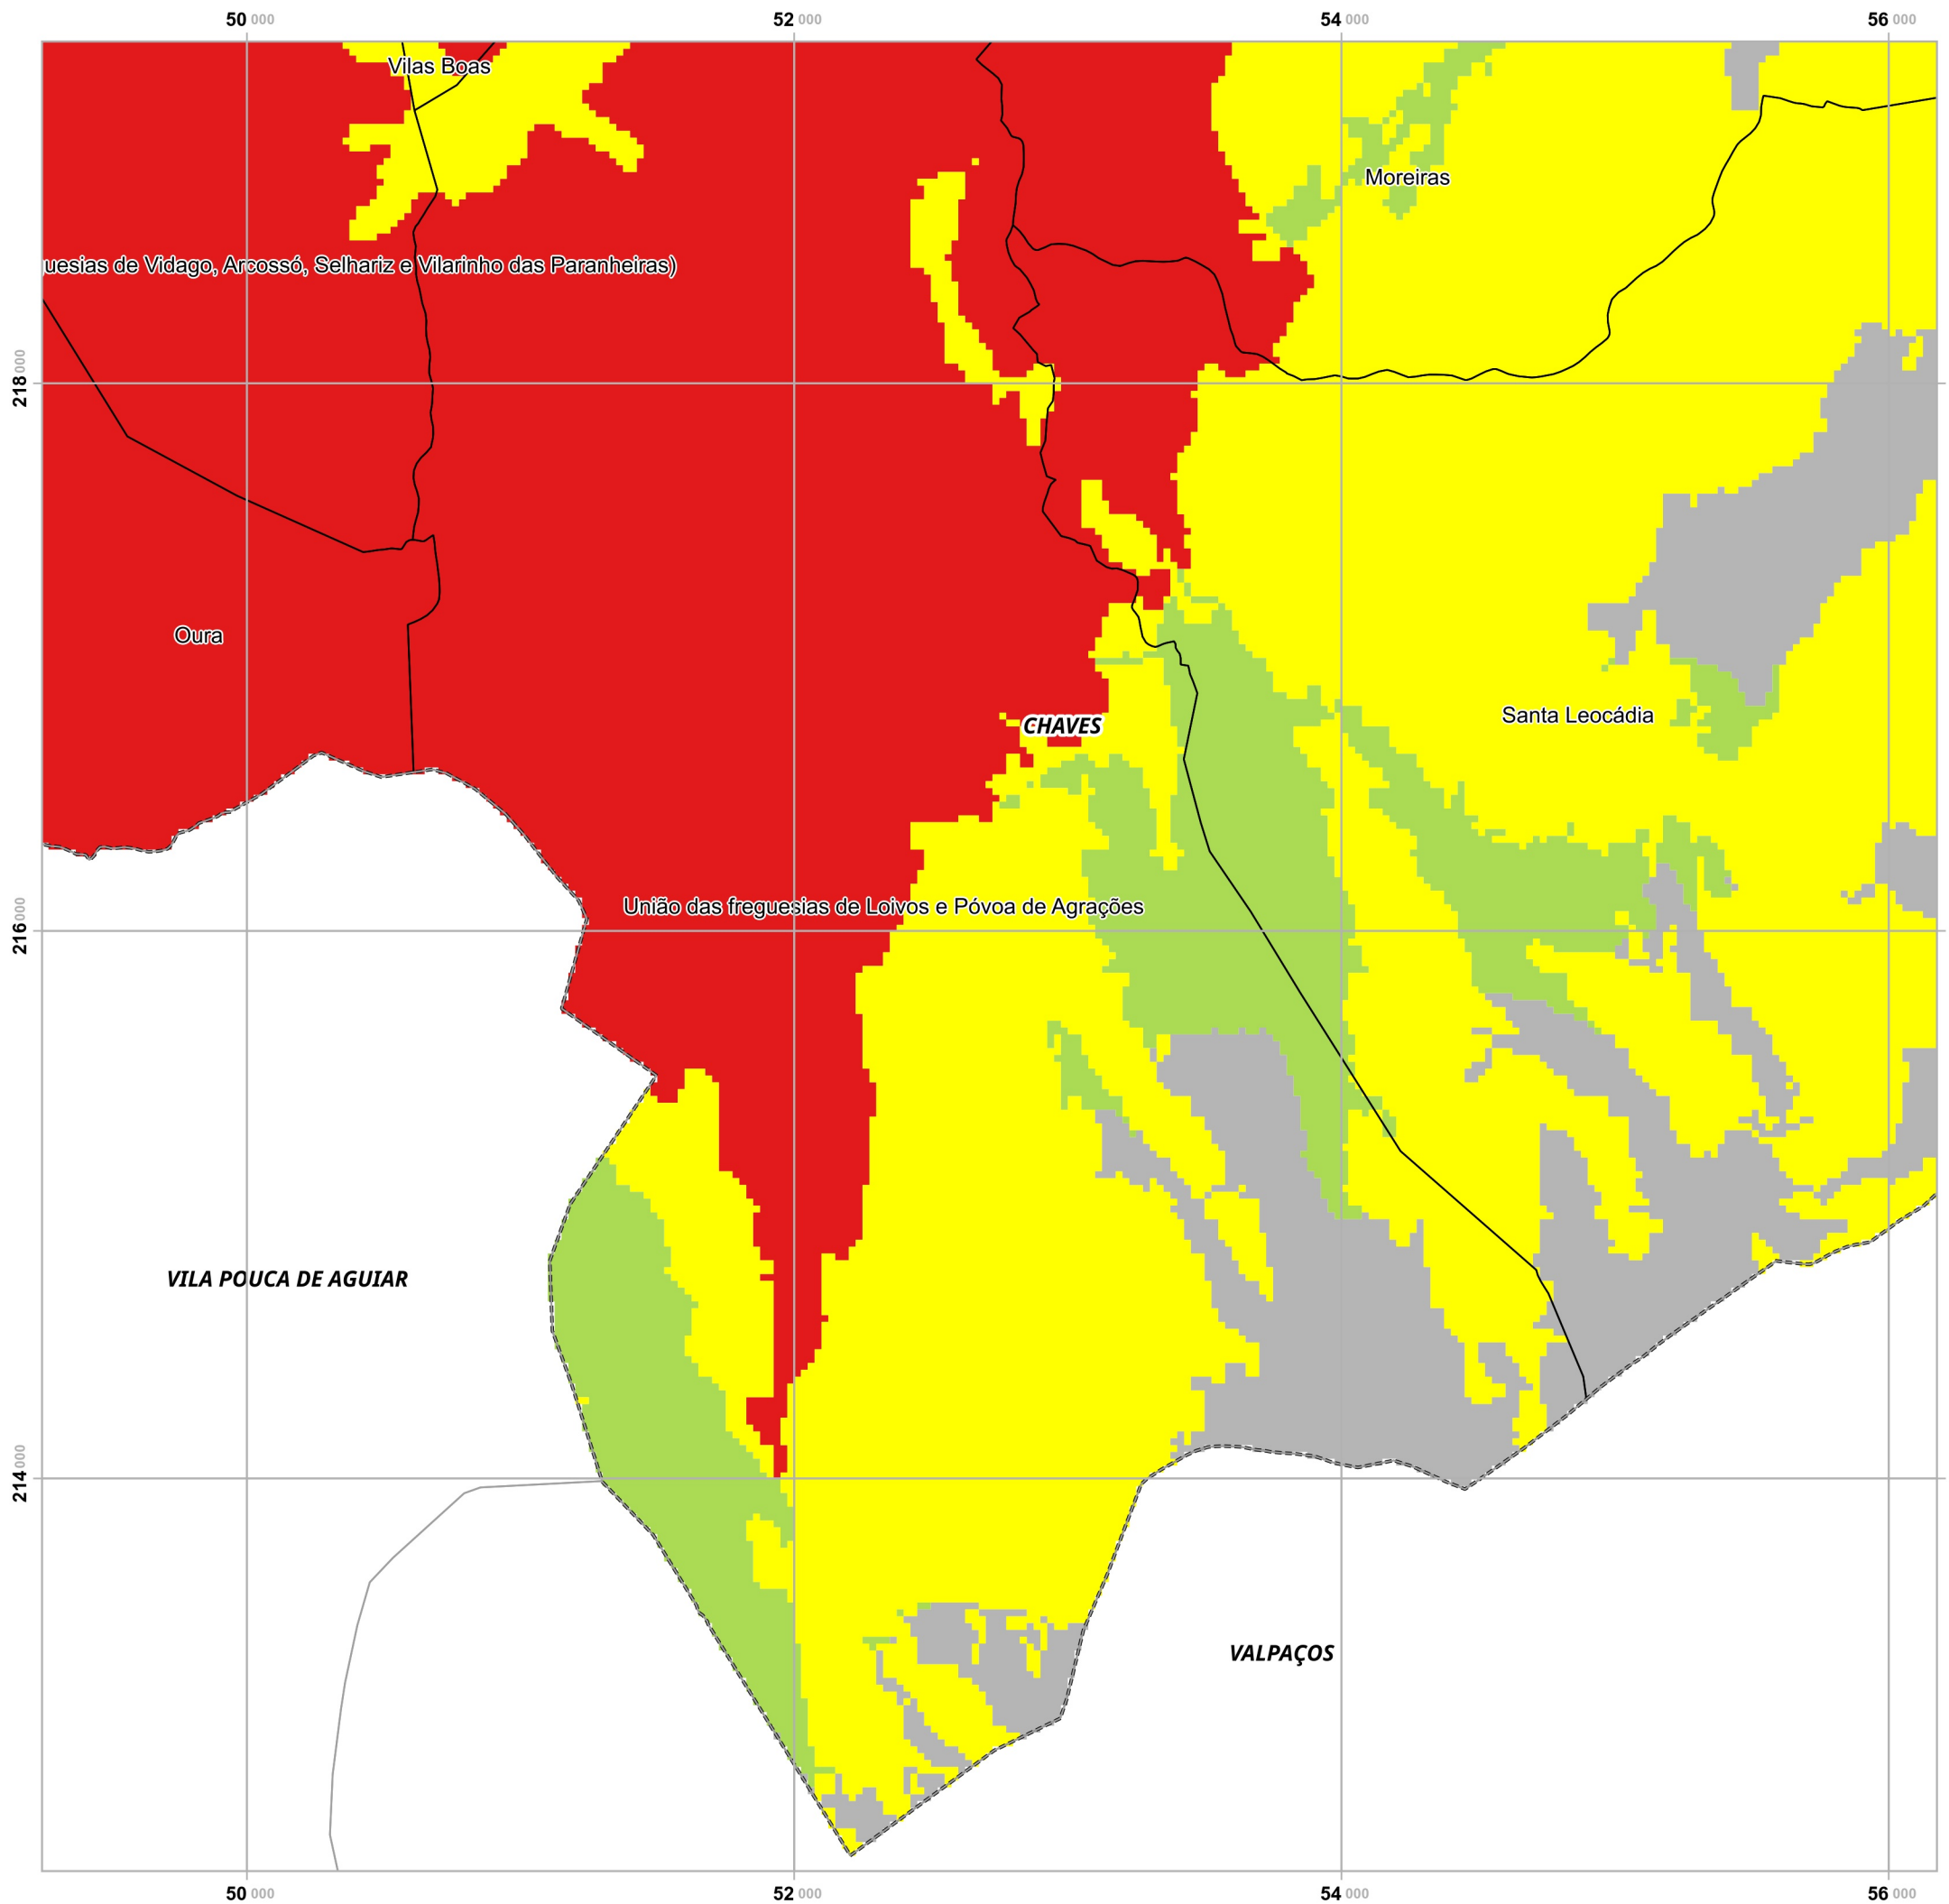 50 000 52 000 54 000 56 000
Vilas Boas
Moreiras
uesias de Vidago, Arcossó, Selhariz e Vilarinho das Paranheiras)
218 000
Oura
Santa Leocádia
CHAVES
União das freguesias de Loivos e Póvoa de Agrações
216 000
VILA POUCA DE AGUIAR
214 000
VALPAÇOS
50 000 52 000 54 000 56 000